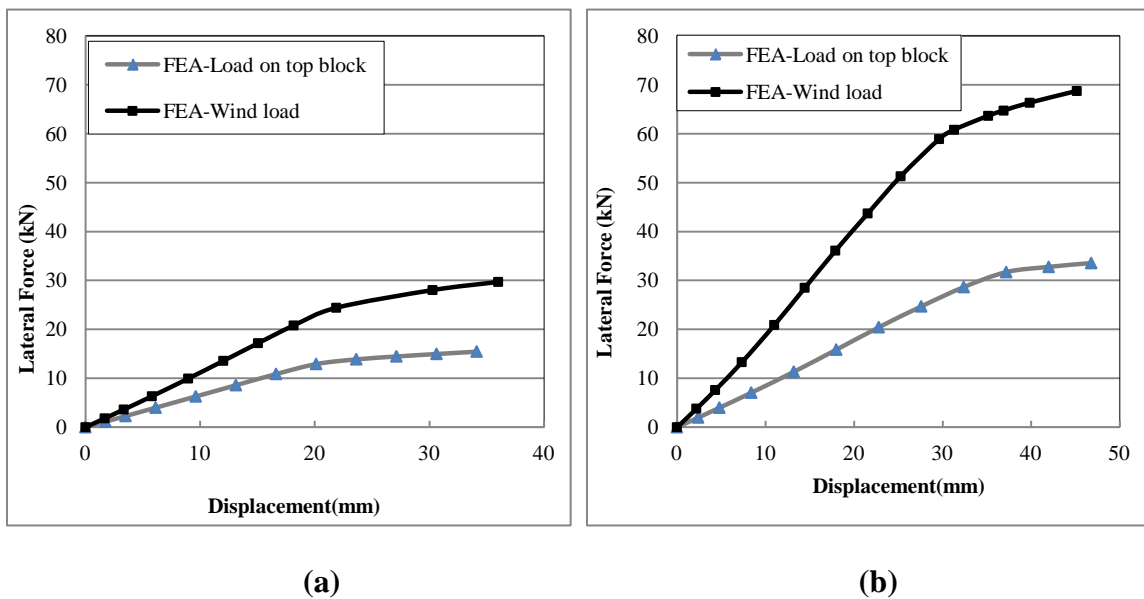 80
70
60
50
40
30
20
10
0
Lateral Force (kN)
FEA-Load on top block
FEA-Wind load
0 10 20 30 40
Displacement(mm)
(a)
80
70
60
50
40
30
20
10
0
Lateral Force (kN)
FEA-Load on top block
FEA-Wind load
0 10 20 30 40 50
Displacement(mm)
(b)